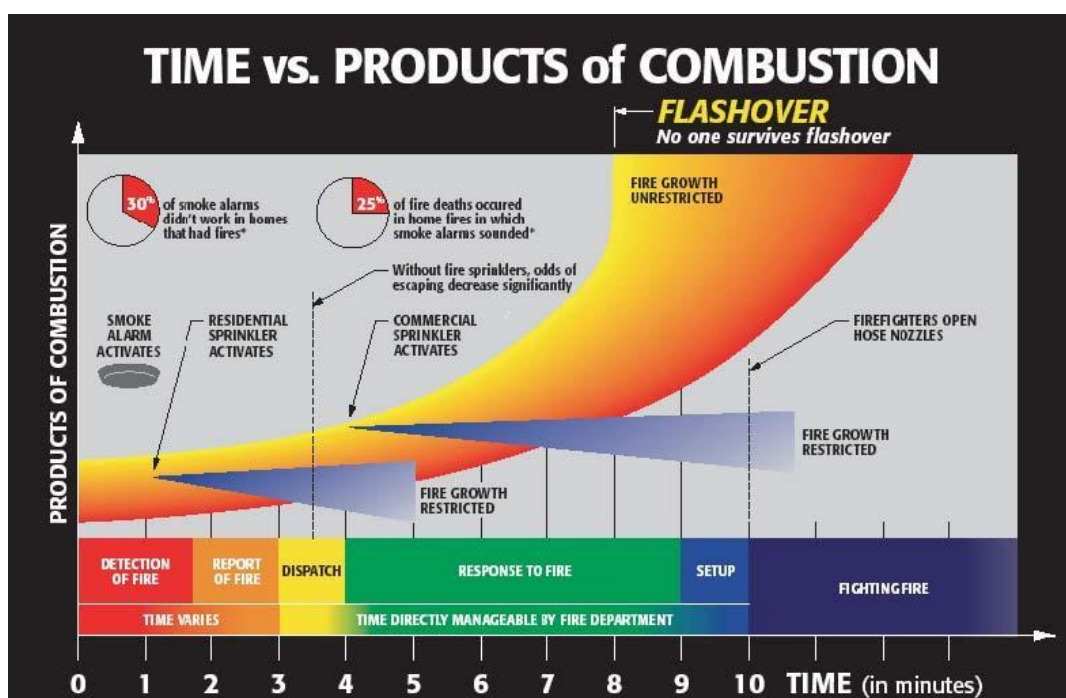 TIME vs. PRODUCTS of COMBUSTION
FLASHOVER
No one survives flashover
30%
of smoke alarms
didn't work in homes
that had fires*
25%
of fire deaths occured
in home fires in which
smoke alarms sounded*
FIRE GROWTH
UNRESTRICTED
Without fire sprinklers, odds of
escaping decrease significantly
SMOKE
ALARM
ACTIVATES
RESIDENTIAL
SPRINKLER
ACTIVATES
COMMERCIAL
SPRINKLER
ACTIVATES
FIREFIGHTERS OPEN
HOSE NOZZLES
FIRE GROWTH
RESTRICTED
FIRE GROWTH
RESTRICTED
PRODUCTS OF COMBUSTION
DETECTION
OF FIRE
REPORT
OF FIRE
DISPATCH
RESPONSE TO FIRE
SETUP
FIGHTING FIRE
TIME VARIES
TIME DIRECTLY MANAGEABLE BY FIRE DEPARTMENT
0 1 2 3 4 5 6 7 8 9 10 TIME (in minutes)